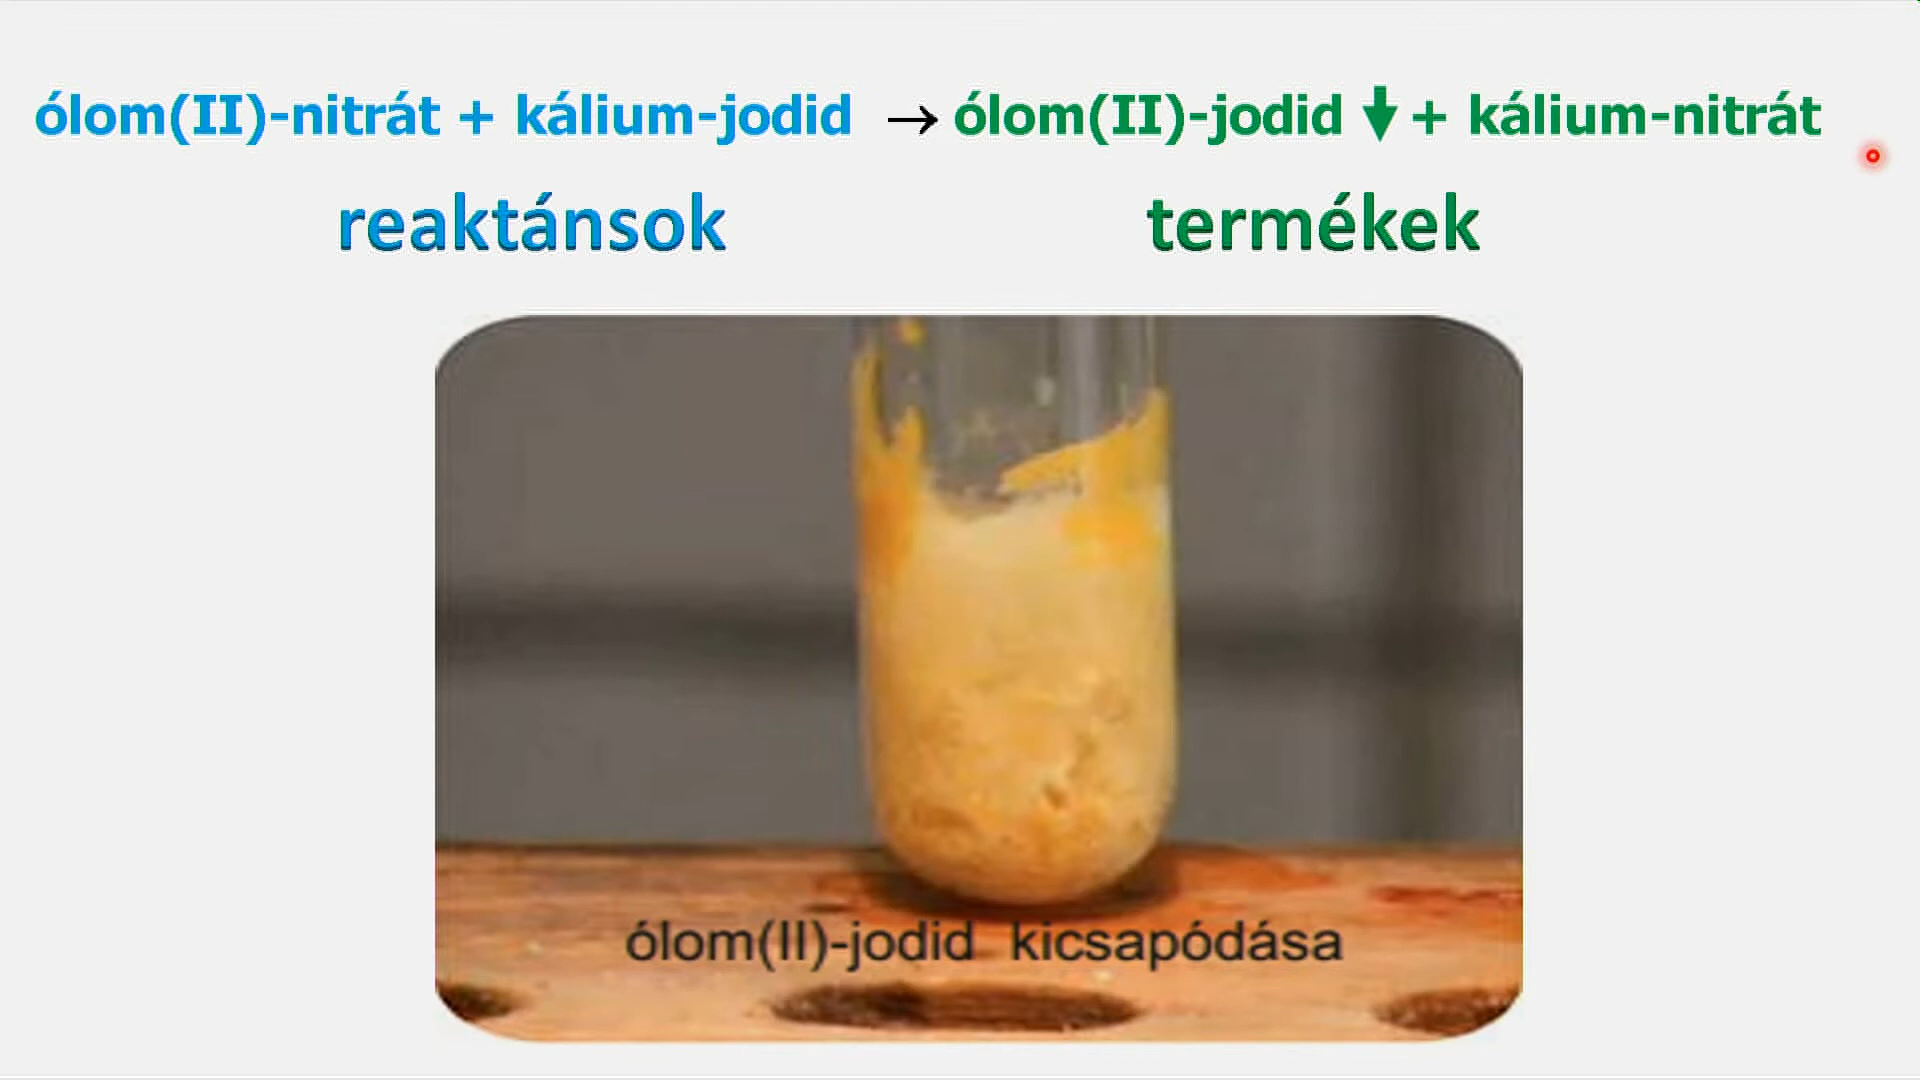 ólom(II)-nitrát + kálium-jodid → ólom(II)-jodid ⬇ + kálium-nitrát
reaktánsok termékek
ólom(II)-jodid kicsapódása